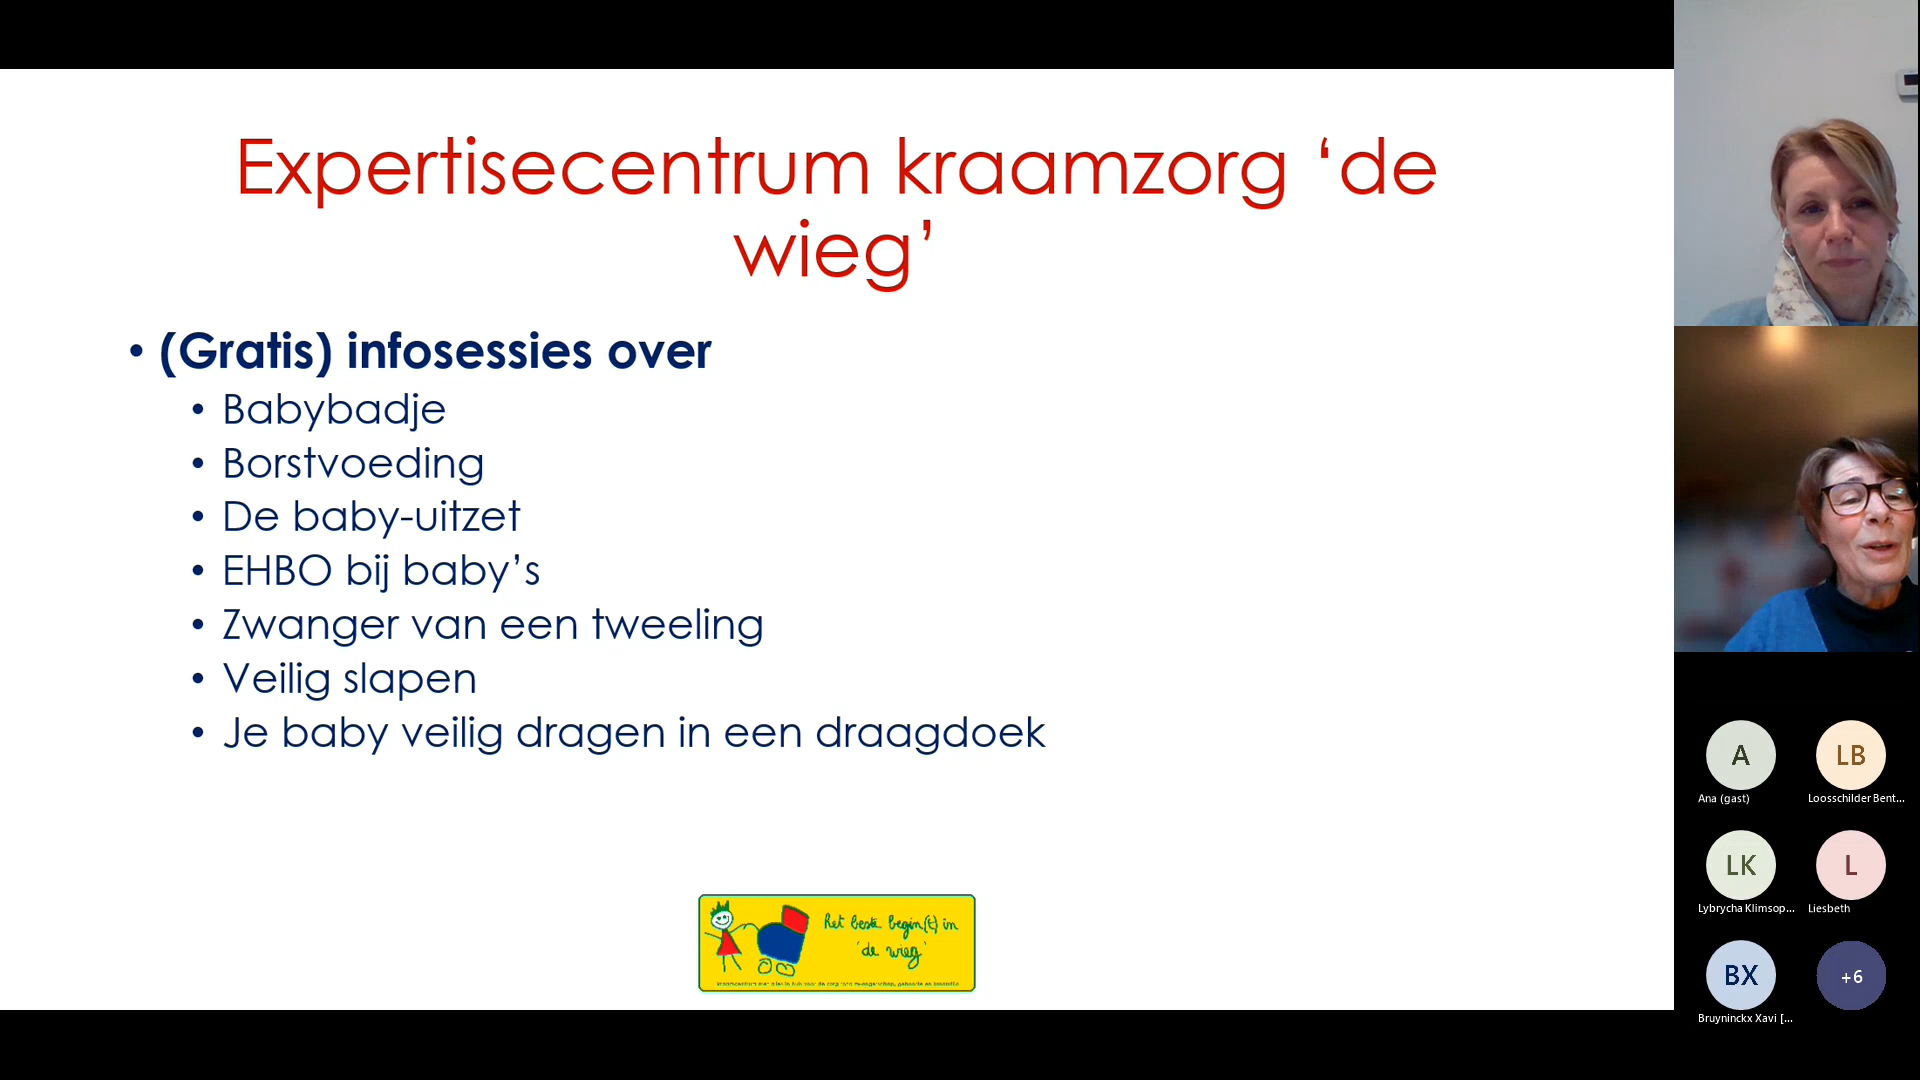 Expertisecentrum kraamzorg ‘de
wieg’
• (Gratis) infosessies over
• Babybadje
• Borstvoeding
• De baby-uitzet
• EHBO bij baby’s
• Zwanger van een tweeling
• Veilig slapen
• Je baby veilig dragen in een draagdoek
Het beste begin(t) in
'de wieg'
A
LB
Ana (gast)
Loosschilder Bent...
LK
L
Lybrycha Klimsop...
Liesbeth
BX
+6
Bruyninckx Xavi [...